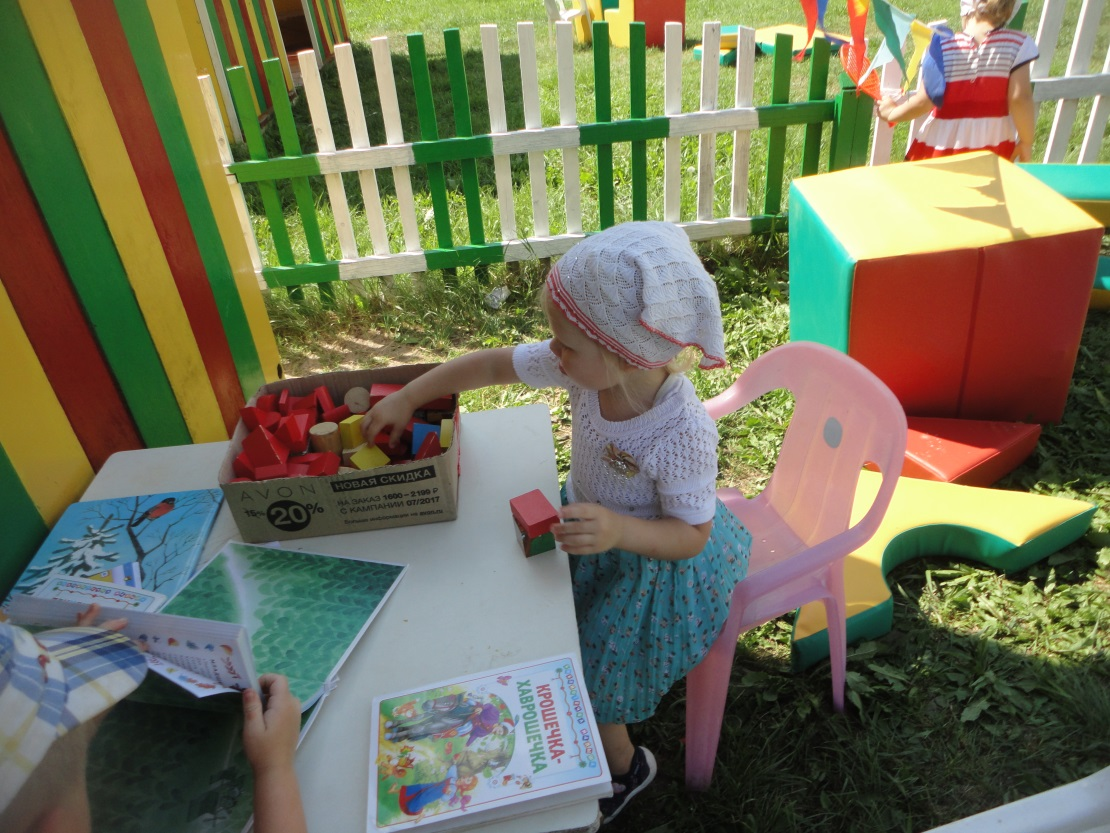 AVON
НОВАЯ СКИДКА
20%
НА ЗАКАЗ 1600 – 2199 ₽
С КАМПАНИИ 07/2017
КРОШЕЧКА-
ХАВРОШЕЧКА